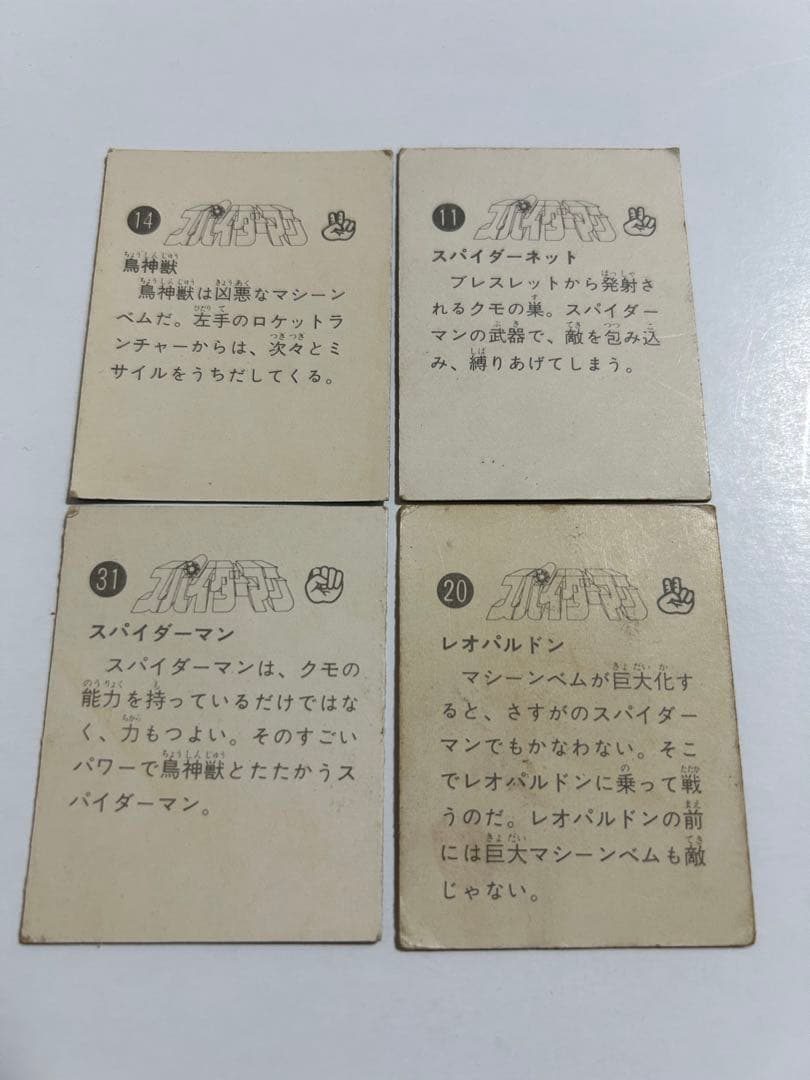 14 スパイダーマン
鳥神獣
鳥神獣は凶悪なマシーン
ベムだ。左手のロケットラ
ンチャーからは、次々とミ
サイルをうちだしてくる。
11 スパイダーマン
スパイダーネット
ブレスレットから発射さ
れるクモの巣。スパイダー
マンの武器で、敵を包み込
み、縛りあげてしまう。
31 スパイダーマン
スパイダーマン
スパイダーマンは、クモの
能力を持っているだけではな
く、力もつよい。そのすごい
パワーで鳥神獣とたたかうス
パイダーマン。
20 スパイダーマン
レオパルドン
マシーンベムが巨大化す
ると、さすがのスパイダー
マンでもかなわない。そこ
でレオパルドンに乗って戦
うのだ。レオパルドンの前
には巨大マシーンベムも敵
じゃない。